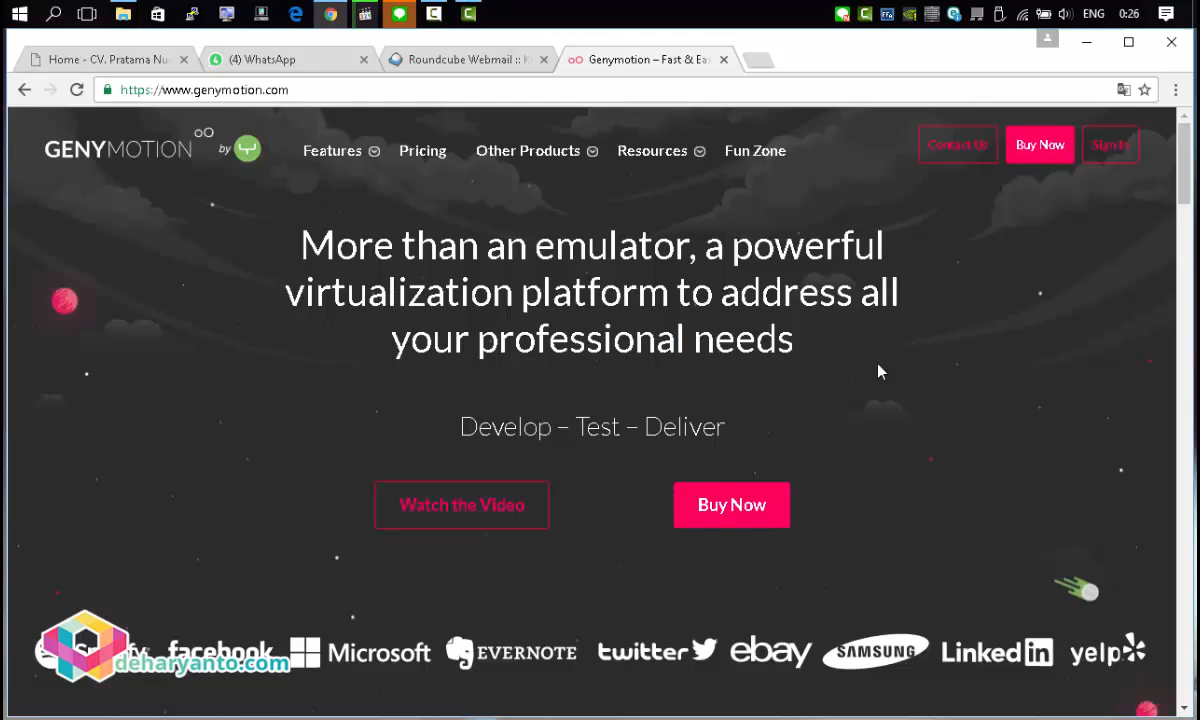 ENG 0:26
Home - CV. Pratama Nu
(4) WhatsApp
Roundcube Webmail ::
Genymotion – Fast & Ea
https://www.genymotion.com
GENYMOTION by
Features
Pricing
Other Products
Resources
Fun Zone
Contact Us
Buy Now
Sign In
More than an emulator, a powerful
virtualization platform to address all
your professional needs
Develop – Test – Deliver
Watch the Video
Buy Now
Spotify
facebook
Microsoft
EVERNOTE
twitter
ebay
SAMSUNG
Linked in
yelp
deharyanto.com